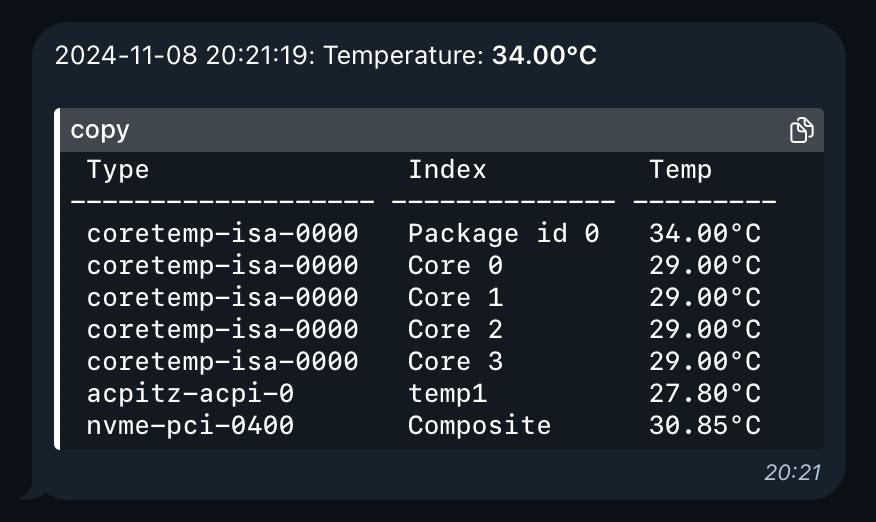 2024-11-08 20:21:19: Temperature: 34.00°C
copy
Type Index Temp
------------------- -------------- ---------
coretemp-isa-0000 Package id 0 34.00°C
coretemp-isa-0000 Core 0 29.00°C
coretemp-isa-0000 Core 1 29.00°C
coretemp-isa-0000 Core 2 29.00°C
coretemp-isa-0000 Core 3 29.00°C
acpitz-acpi-0 temp1 27.80°C
nvme-pci-0400 Composite 30.85°C
20:21